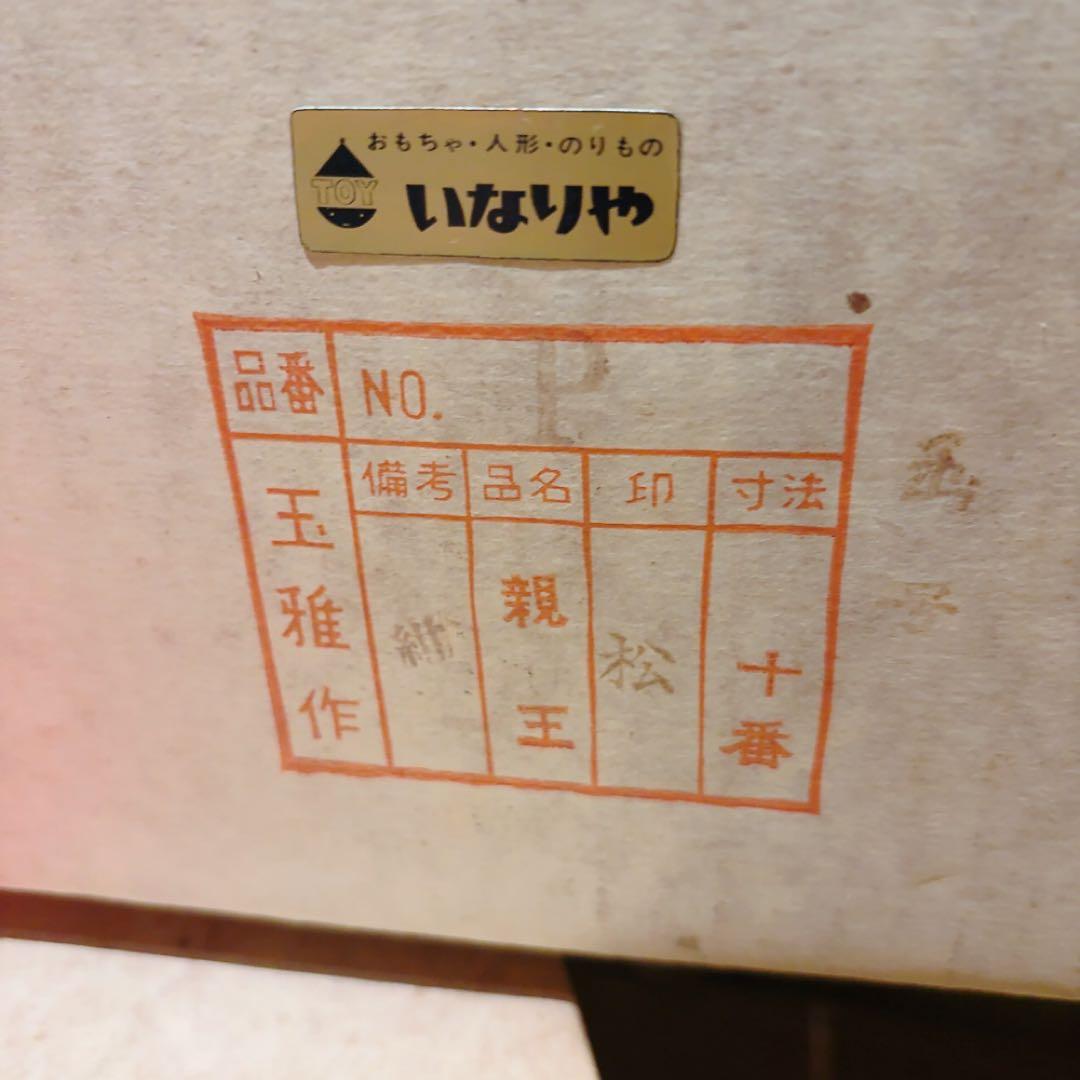 おもちゃ・人形・のりもの
TOY
いなりや
品番 NO. P
備考 品名 印 寸法
玉雅作
親王
松
十番